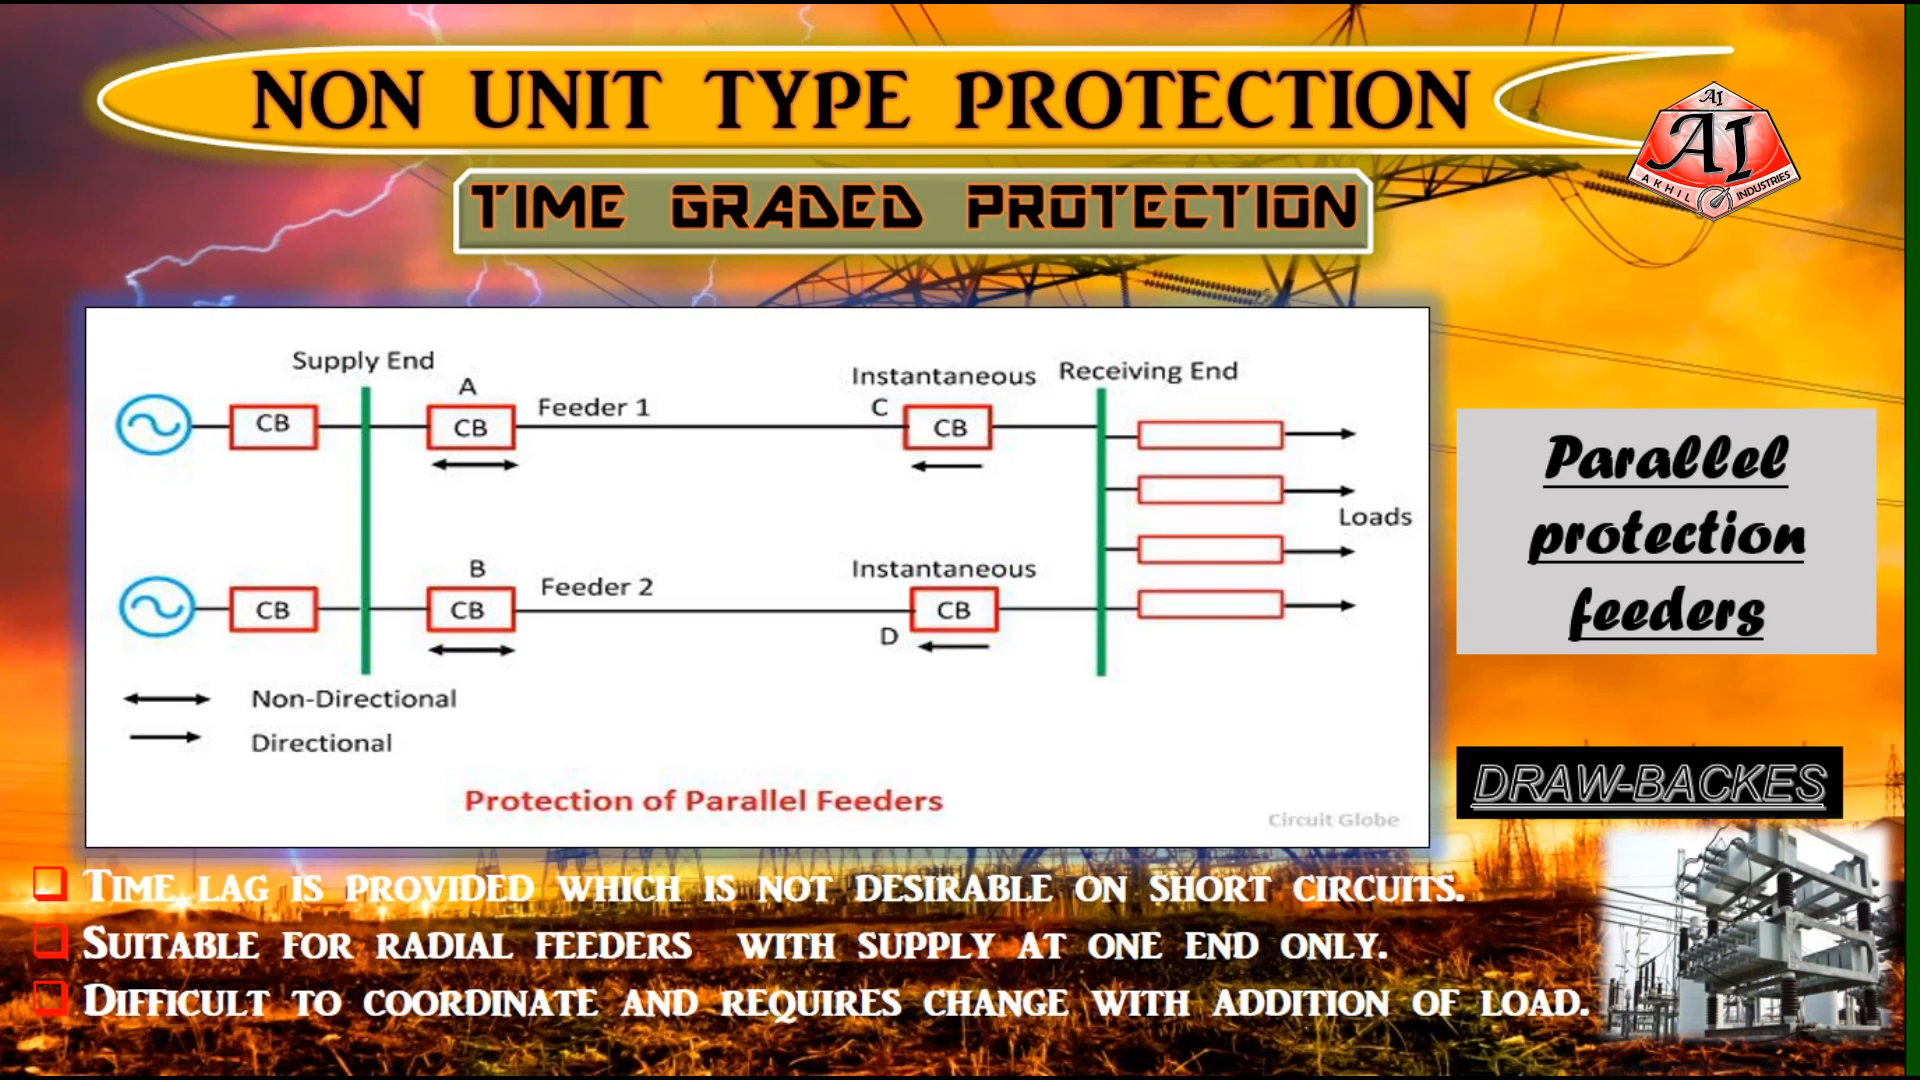 NON UNIT TYPE PROTECTION
AI
AI
AKHIL INDUSTRIES
TIME GRADED PROTECTION
Supply End
Instantaneous
Receiving End
A
Feeder 1
C
CB
CB
CB
Loads
B
Feeder 2
Instantaneous
CB
CB
CB
D
Non-Directional
Directional
Protection of Parallel Feeders
Circuit Globe
Parallel
protection
feeders
DRAW-BACKES
TIME LAG IS PROVIDED WHICH IS NOT DESIRABLE ON SHORT CIRCUITS.
SUITABLE FOR RADIAL FEEDERS WITH SUPPLY AT ONE END ONLY.
DIFFICULT TO COORDINATE AND REQUIRES CHANGE WITH ADDITION OF LOAD.